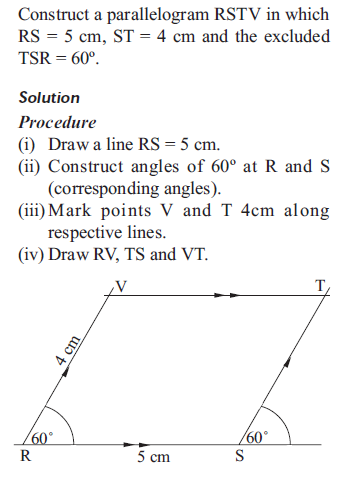 Construct a parallelogram RSTV in which
RS = 5 cm, ST = 4 cm and the excluded
TSR = 60º.
Solution
Procedure
(i) Draw a line RS = 5 cm.
(ii) Construct angles of 60º at R and S
(corresponding angles).
(iii) Mark points V and T 4cm along
respective lines.
(iv) Draw RV, TS and VT.
V
T
4 cm
60°
60°
R
5 cm
S